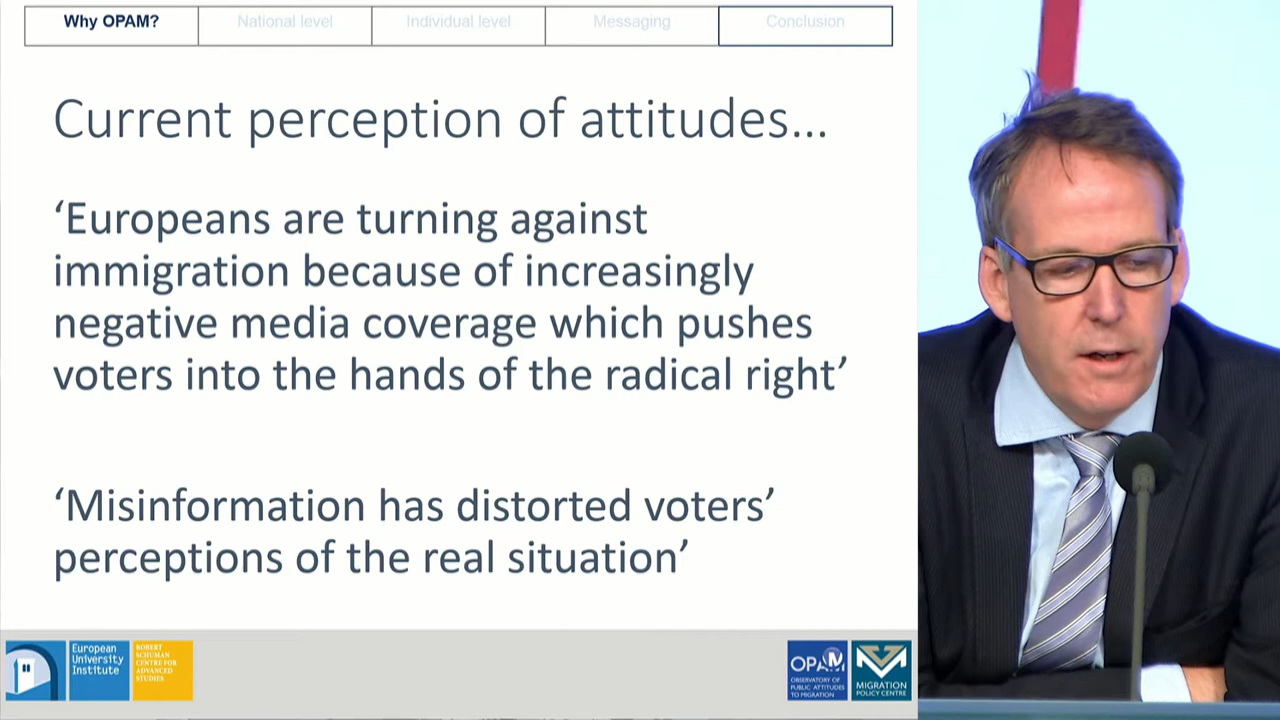 Why OPAM?
National level
Individual level
Messaging
Conclusion
Current perception of attitudes...
‘Europeans are turning against
immigration because of increasingly
negative media coverage which pushes
voters into the hands of the radical right’
‘Misinformation has distorted voters’
perceptions of the real situation’
European
University
Institute
ROBERT
SCHUMAN
CENTRE FOR
ADVANCED
STUDIES
OPAM
OBSERVATORY OF
PUBLIC ATTITUDES
TO MIGRATION
MIGRATION
POLICY CENTRE